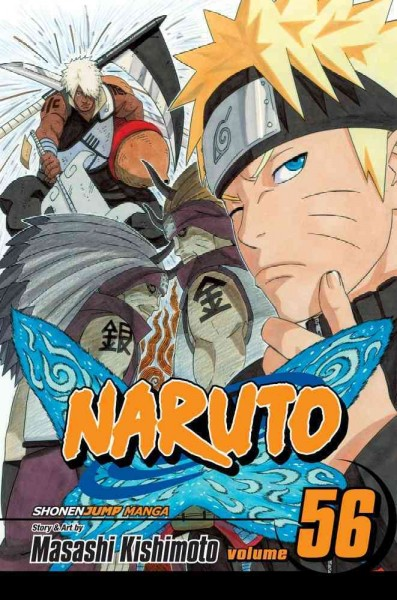 銀
金
NARUTO
SHONEN JUMP MANGA
Story & Art by
Masashi Kishimoto volume 56